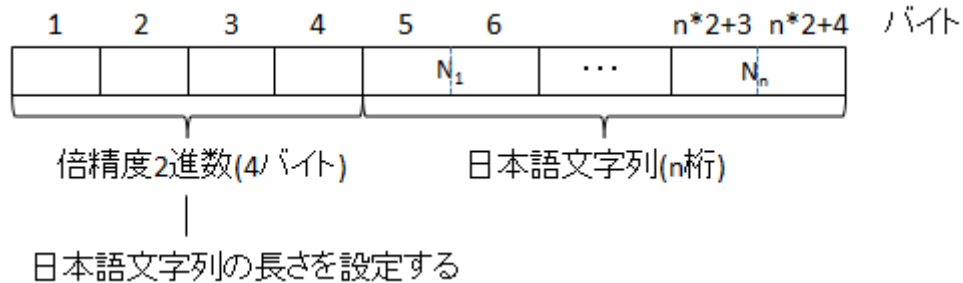 1 2 3 4 5 6 n*2+3 n*2+4 バイト
N1 ・・・ Nn
倍精度2進数(4バイト) 日本語文字列(n桁)
日本語文字列の長さを設定する